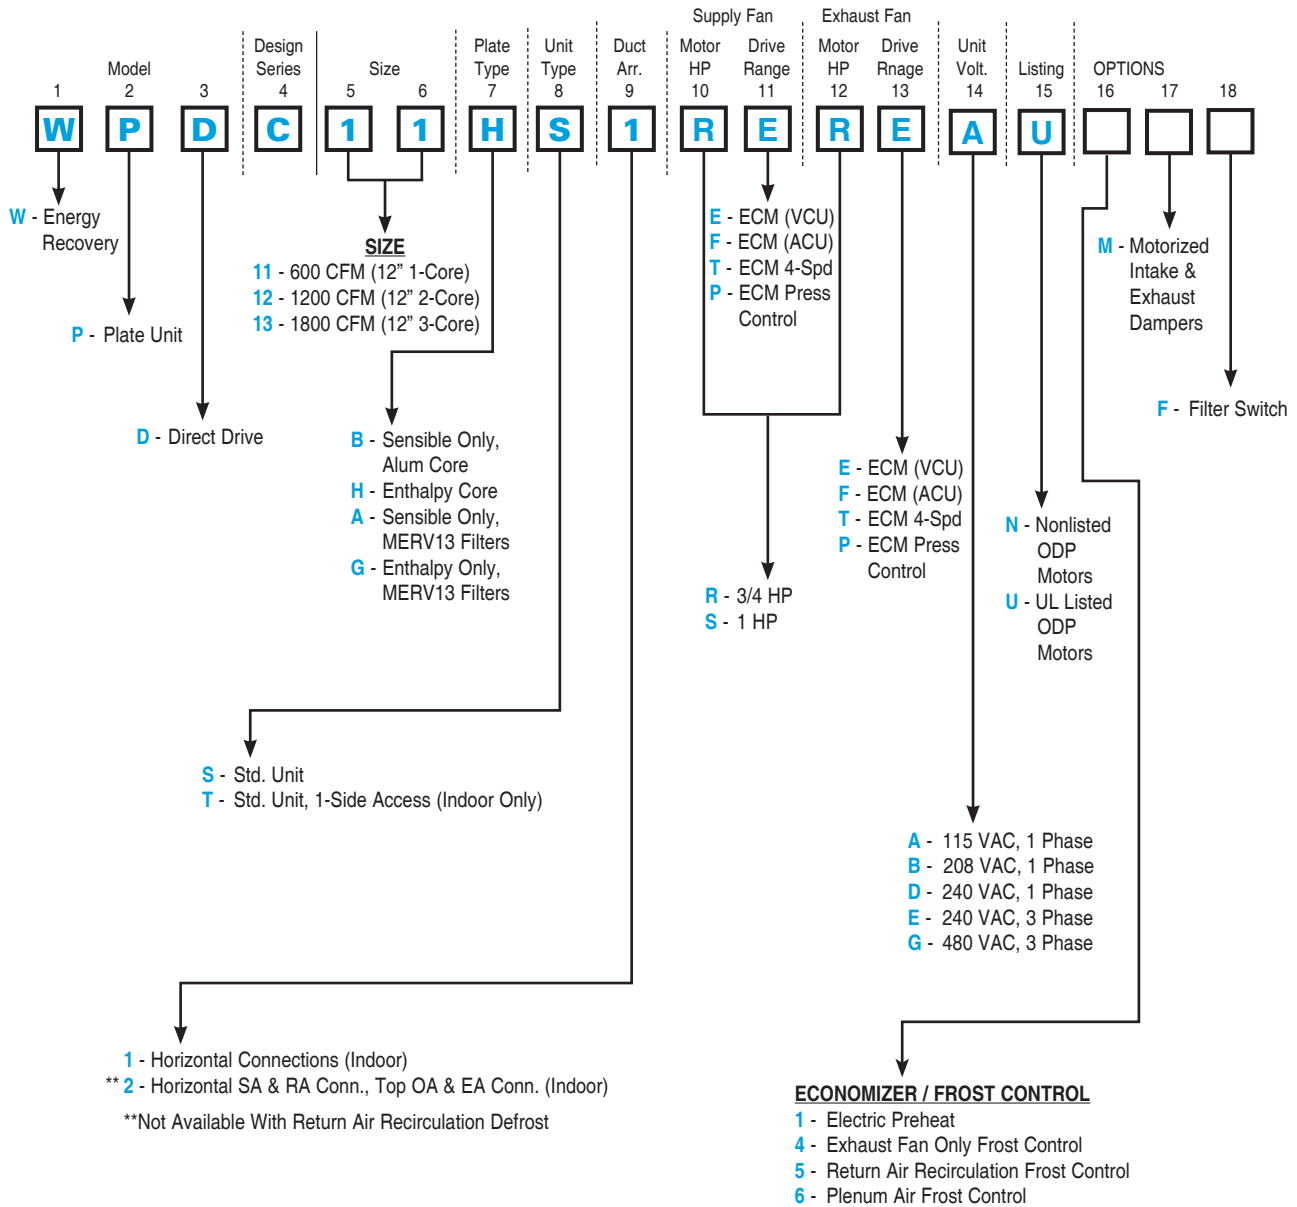 Supply Fan Exhaust Fan
Design Plate Unit Duct Motor Drive Motor Drive Unit
Model Series Size Type Type Arr. HP Range HP Rnage Volt. Listing OPTIONS
1 2 3 4 5 6 7 8 9 10 11 12 13 14 15 16 17 18
W P D C 1 1 H S 1 R E R E A U
W - Energy
Recovery
P - Plate Unit
D - Direct Drive
SIZE
11 - 600 CFM (12” 1-Core)
12 - 1200 CFM (12” 2-Core)
13 - 1800 CFM (12” 3-Core)
B - Sensible Only,
Alum Core
H - Enthalpy Core
A - Sensible Only,
MERV13 Filters
G - Enthalpy Only,
MERV13 Filters
S - Std. Unit
T - Std. Unit, 1-Side Access (Indoor Only)
1 - Horizontal Connections (Indoor)
** 2 - Horizontal SA & RA Conn., Top OA & EA Conn. (Indoor)
**Not Available With Return Air Recirculation Defrost
E - ECM (VCU)
F - ECM (ACU)
T - ECM 4-Spd
P - ECM Press
Control
R - 3/4 HP
S - 1 HP
E - ECM (VCU)
F - ECM (ACU)
T - ECM 4-Spd
P - ECM Press
Control
A - 115 VAC, 1 Phase
B - 208 VAC, 1 Phase
D - 240 VAC, 1 Phase
E - 240 VAC, 3 Phase
G - 480 VAC, 3 Phase
N - Nonlisted
ODP
Motors
U - UL Listed
ODP
Motors
M - Motorized
Intake &
Exhaust
Dampers
F - Filter Switch
ECONOMIZER / FROST CONTROL
1 - Electric Preheat
4 - Exhaust Fan Only Frost Control
5 - Return Air Recirculation Frost Control
6 - Plenum Air Frost Control